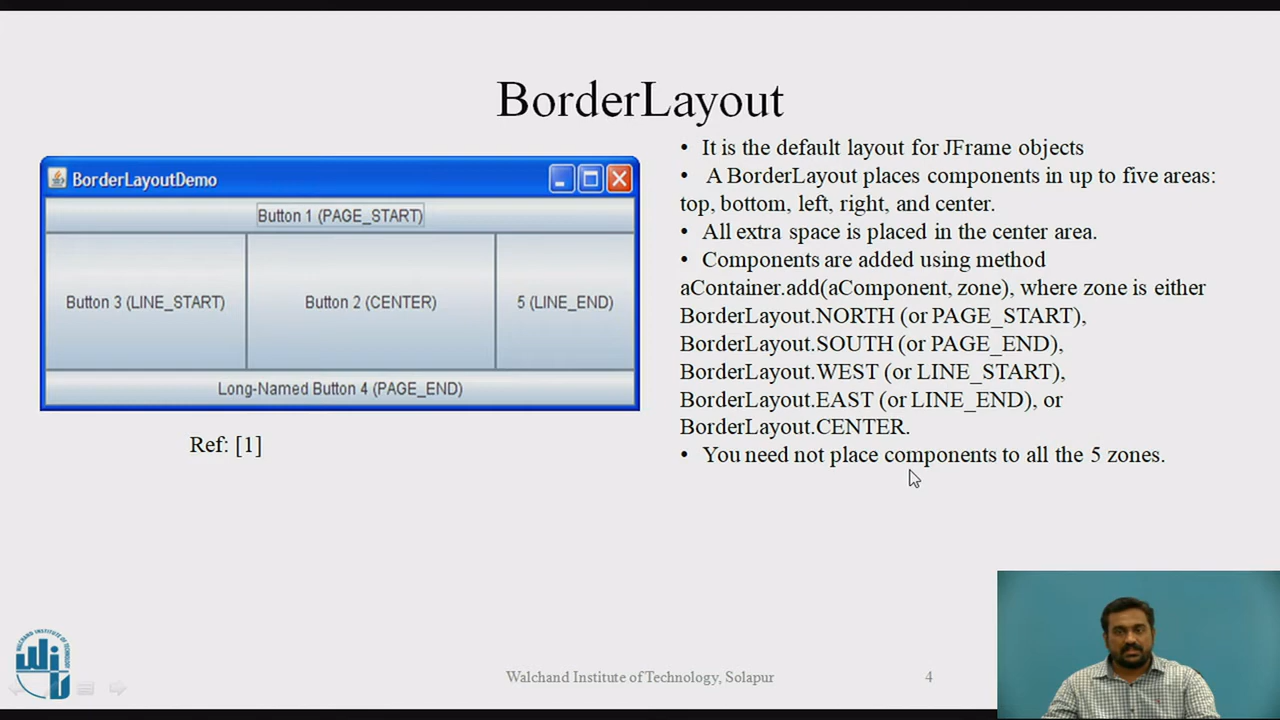 BorderLayout
BorderLayoutDemo
Button 1 (PAGE_START)
Button 3 (LINE_START)
Button 2 (CENTER)
5 (LINE_END)
Long-Named Button 4 (PAGE_END)
Ref: [1]
• It is the default layout for JFrame objects
• A BorderLayout places components in up to five areas:
top, bottom, left, right, and center.
• All extra space is placed in the center area.
• Components are added using method
aContainer.add(aComponent, zone), where zone is either
BorderLayout.NORTH (or PAGE_START),
BorderLayout.SOUTH (or PAGE_END),
BorderLayout.WEST (or LINE_START),
BorderLayout.EAST (or LINE_END), or
BorderLayout.CENTER.
• You need not place components to all the 5 zones.
WALCHAND INSTITUTE OF TECHNOLOGY
Walchand Institute of Technology, Solapur
4